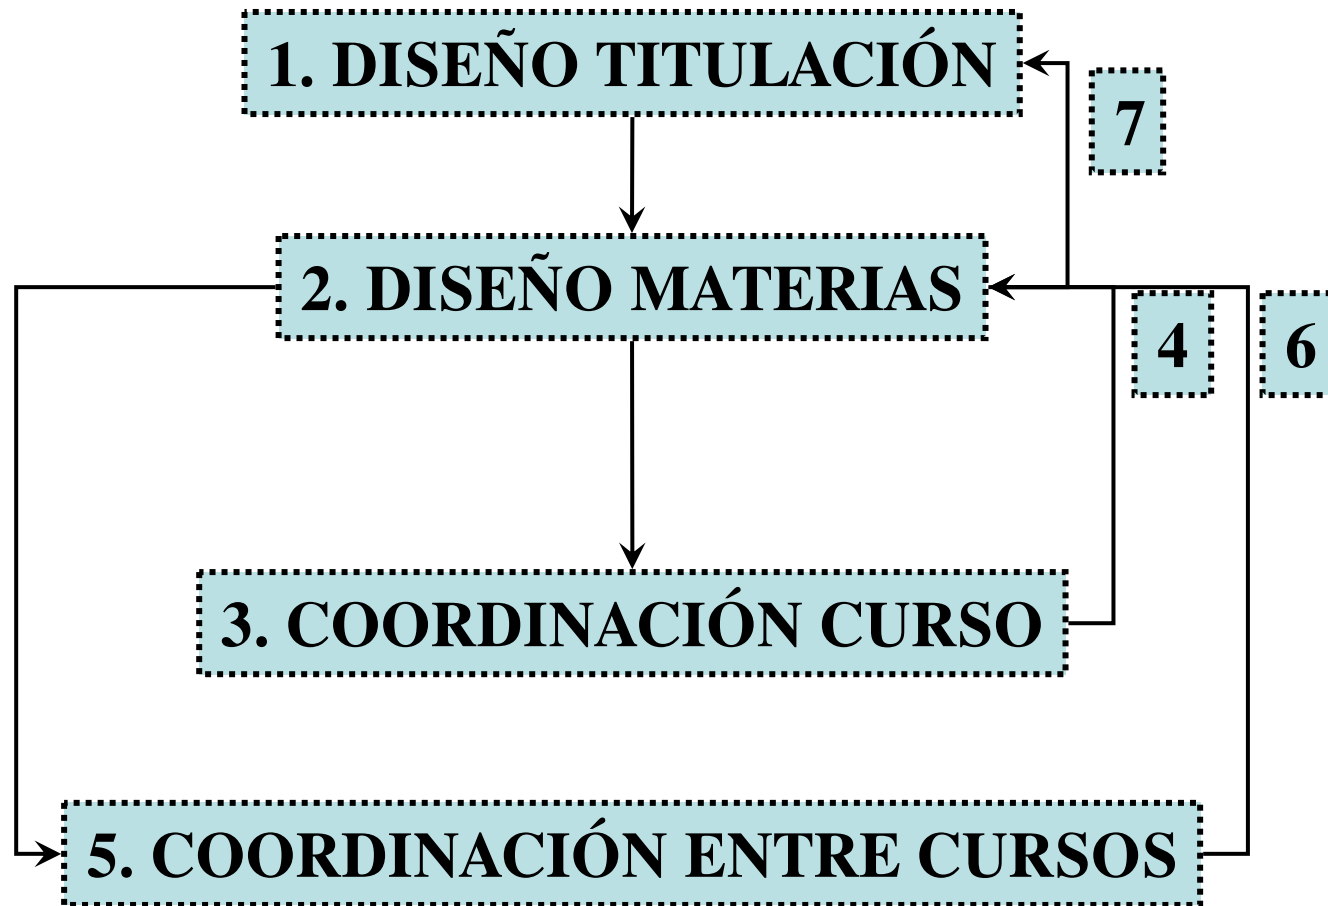 1. DISEÑO TITULACIÓN
7
2. DISEÑO MATERIAS
4
6
3. COORDINACIÓN CURSO
5. COORDINACIÓN ENTRE CURSOS